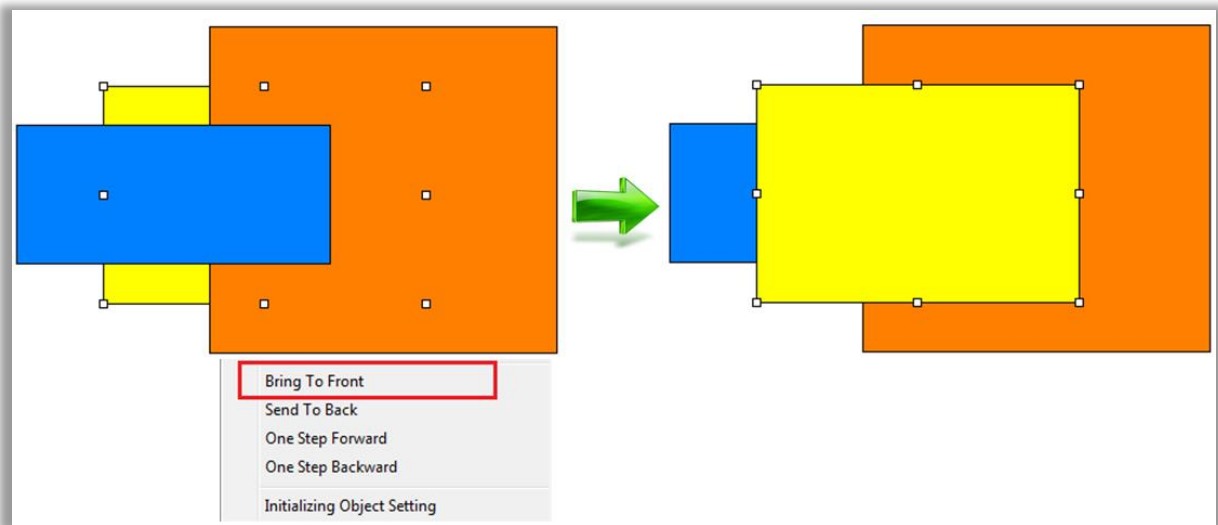 Bring To Front
Send To Back
One Step Forward
One Step Backward
Initializing Object Setting